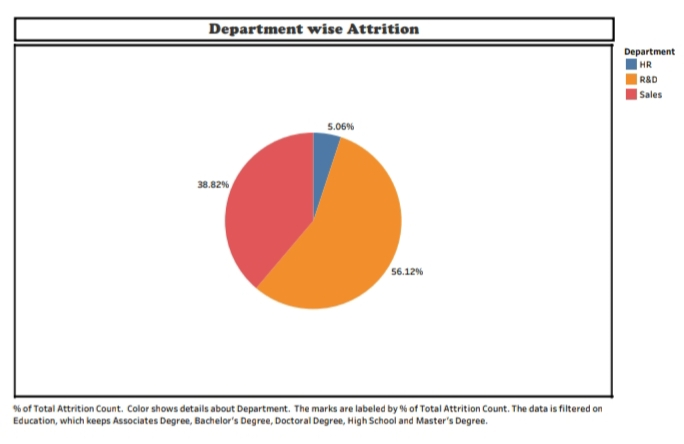 Department wise Attrition
Department
HR
R&D
Sales
5.06%
38.82%
56.12%
% of Total Attrition Count. Color shows details about Department. The marks are labeled by % of Total Attrition Count. The data is filtered on
Education, which keeps Associates Degree, Bachelor's Degree, Doctoral Degree, High School and Master's Degree.